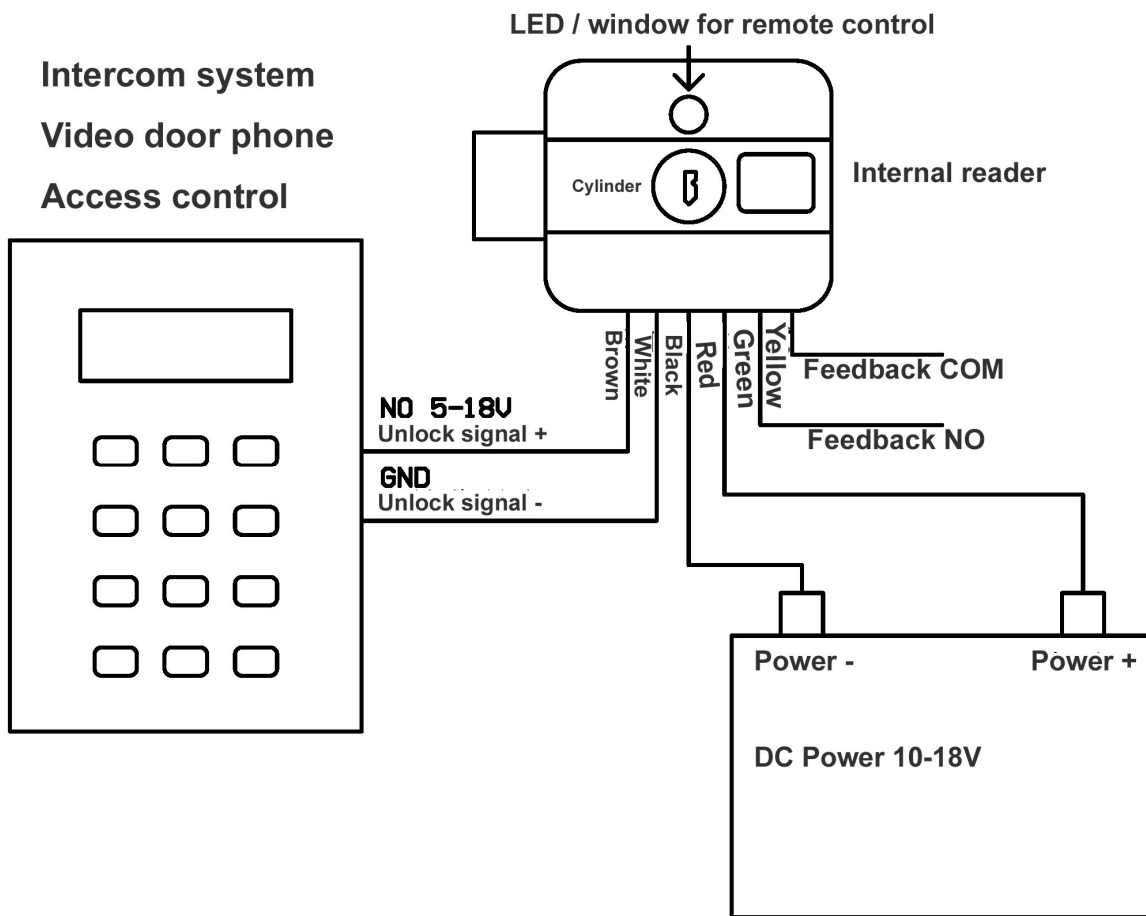 LED / window for remote control
Intercom system
Video door phone
Access control
Cylinder
Internal reader
Brown
White
Black
Red
Green
Yellow
Feedback COM
Feedback NO
NO 5-18V
Unlock signal +
GND
Unlock signal -
Power -
Power +
DC Power 10-18V